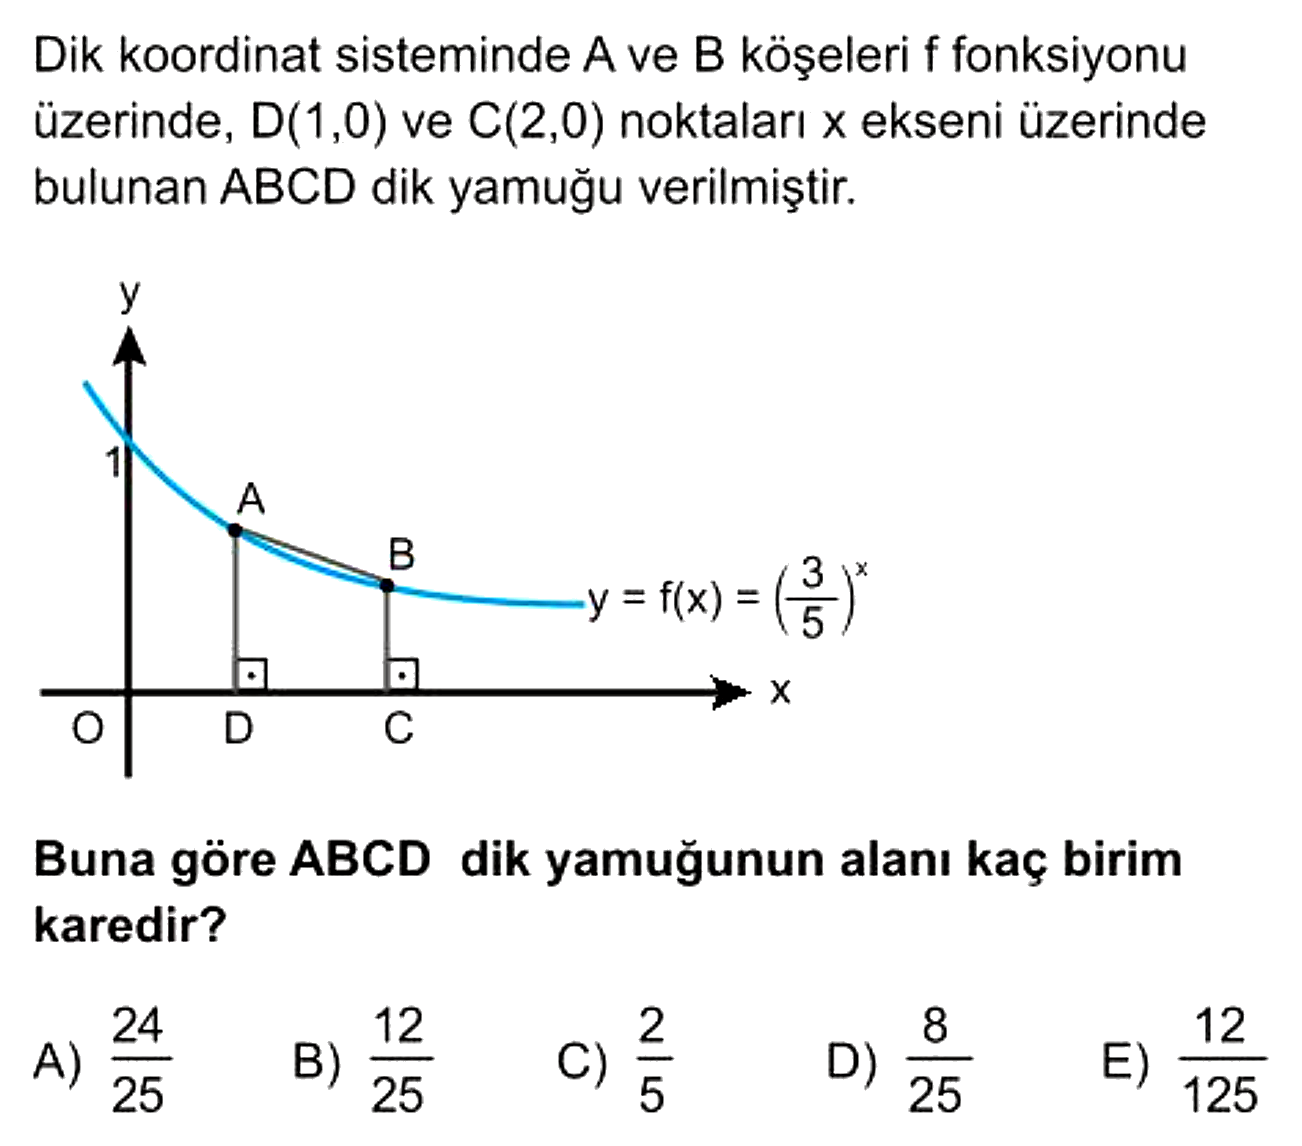 Dik koordinat sisteminde A ve B köşeleri f fonksiyonu
üzerinde, D(1,0) ve C(2,0) noktaları x ekseni üzerinde
bulunan ABCD dik yamuğu verilmiştir.
y
1
A
B
y = f(x) = (3/5)^x
x
O D C
Buna göre ABCD dik yamuğunun alanı kaç birim
karedir?
A) 24/25 B) 12/25 C) 2/5 D) 8/25 E) 12/125